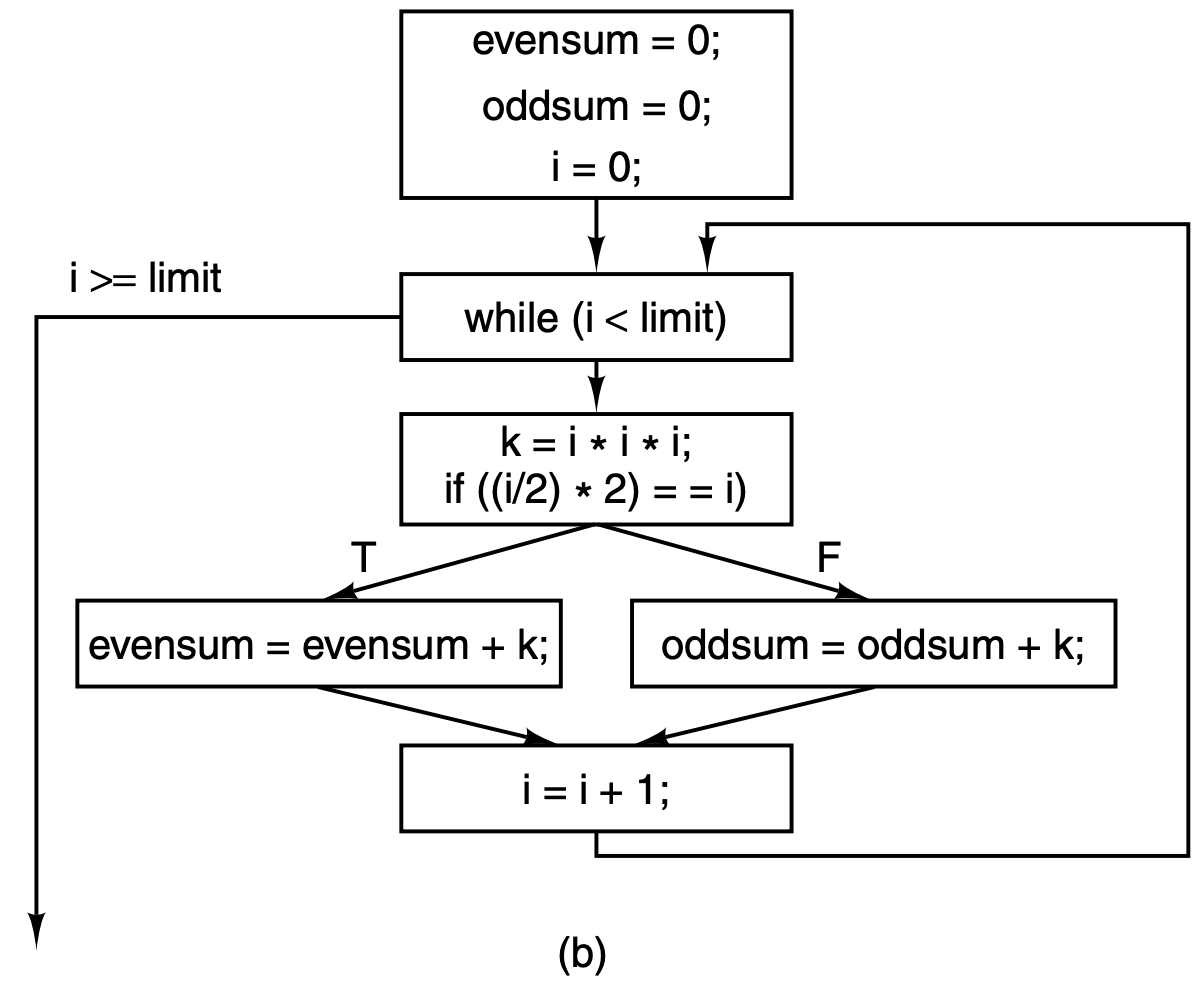 evensum = 0;
oddsum = 0;
i = 0;
i >= limit
while (i < limit)
k = i * i * i;
if ((i/2) * 2) = = i)
T
F
evensum = evensum + k;
oddsum = oddsum + k;
i = i + 1;
(b)